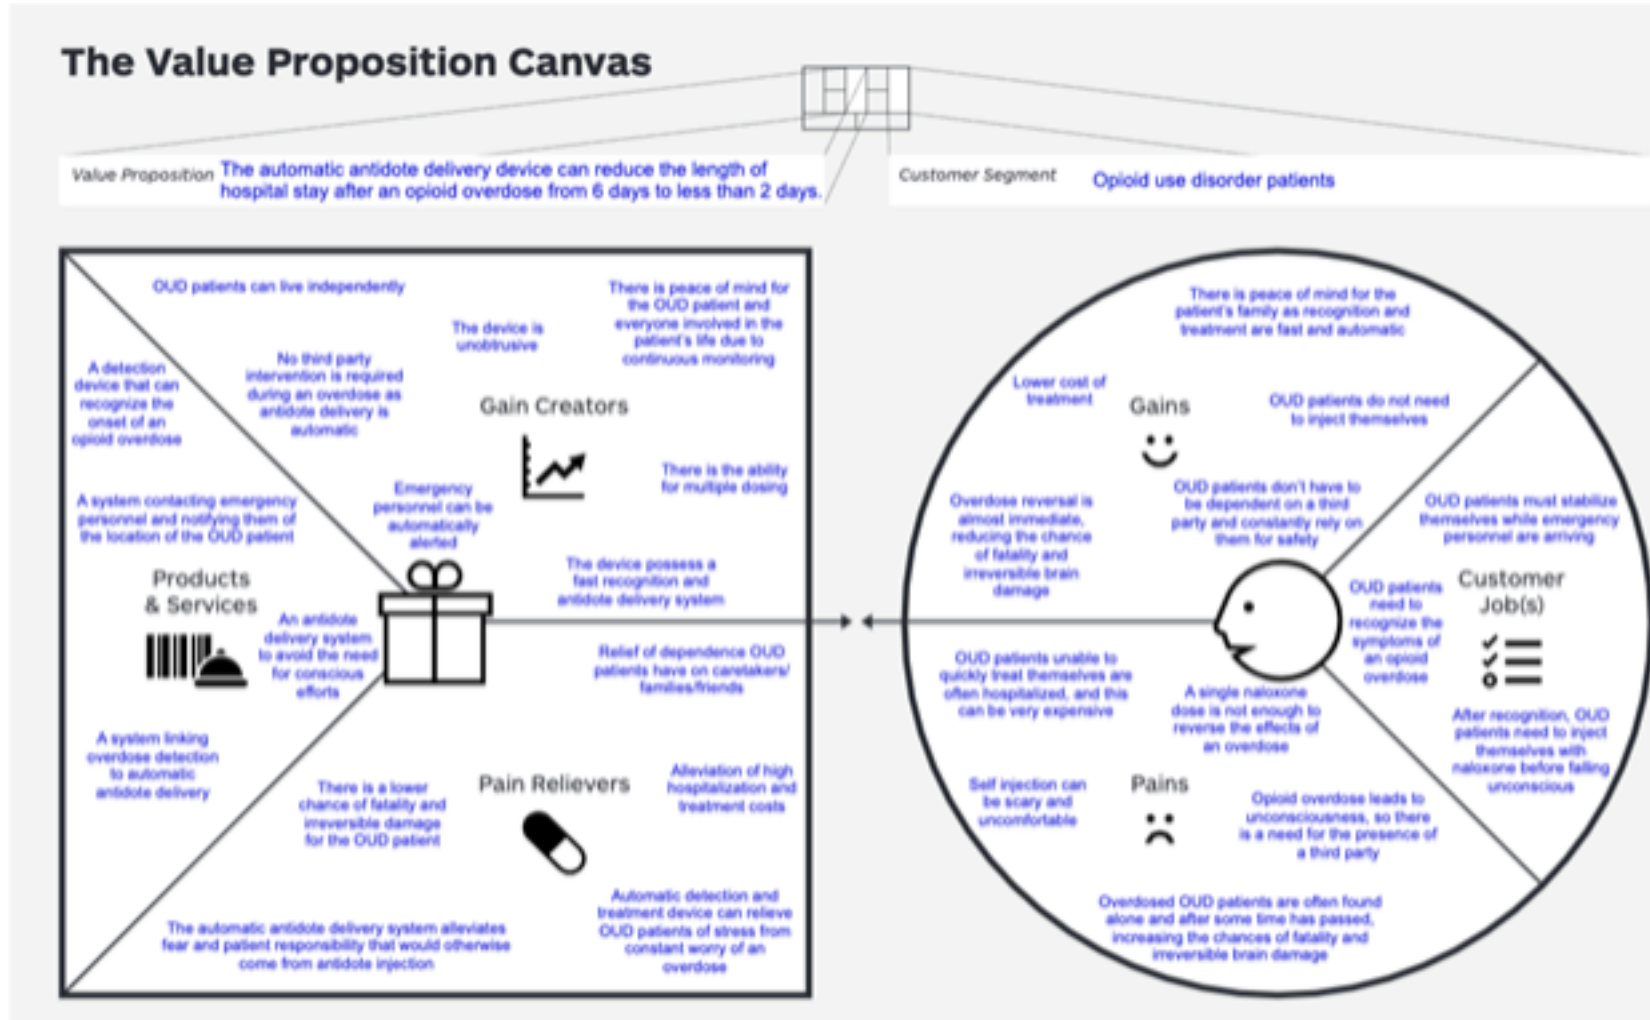 The Value Proposition Canvas
Value Proposition
The automatic antidote delivery device can reduce the length of
hospital stay after an opioid overdose from 6 days to less than 2 days.
Customer Segment
Opioid use disorder patients
OUD patients can live independently
The device is
unobtrusive
There is peace of mind for
the OUD patient and
everyone involved in the
patient's life due to
continuous monitoring
No third party
intervention is required
during an overdose as
antidote delivery is
automatic
Gain Creators
There is the ability
for multiple dosing
Emergency
personnel can be
automatically
alerted
The device possess a
fast recognition and
antidote delivery system
A detection
device that can
recognize the
onset of an
opioid overdose
A system contacting emergency
personnel and notifying them of
the location of the OUD patient
Products
& Services
An antidote
delivery system
to avoid the need
for conscious
efforts
A system linking
overdose detection
to automatic
antidote delivery
Relief of dependence OUD
patients have on caretakers/
families/friends
Pain Relievers
Alleviation of high
hospitalization and
treatment costs
There is a lower
chance of fatality and
irreversible damage
for the OUD patient
Automatic detection and
treatment device can relieve
OUD patients of stress from
constant worry of an
overdose
The automatic antidote delivery system alleviates
fear and patient responsibility that would otherwise
come from antidote injection
There is peace of mind for the
patient's family as recognition and
treatment are fast and automatic
Lower cost of
treatment
Gains
OUD patients do not need
to inject themselves
Overdose reversal is
almost immediate,
reducing the chance
of fatality and
irreversible brain
damage
OUD patients don't have to
be dependent on a third
party and constantly rely on
them for safety
OUD patients must stabilize
themselves while emergency
personnel are arriving
Customer
Job(s)
OUD patients
need to
recognize the
symptoms of
an opioid
overdose
After recognition, OUD
patients need to inject
themselves with
naloxone before falling
unconscious
OUD patients unable to
quickly treat themselves are
often hospitalized, and this
can be very expensive
A single naloxone
dose is not enough to
reverse the effects of
an overdose
Self injection can
be scary and
uncomfortable
Pains
Opioid overdose leads to
unconsciousness, so there
is a need for the presence of
a third party
Overdosed OUD patients are often found
alone and after some time has passed,
increasing the chances of fatality and
irreversible brain damage